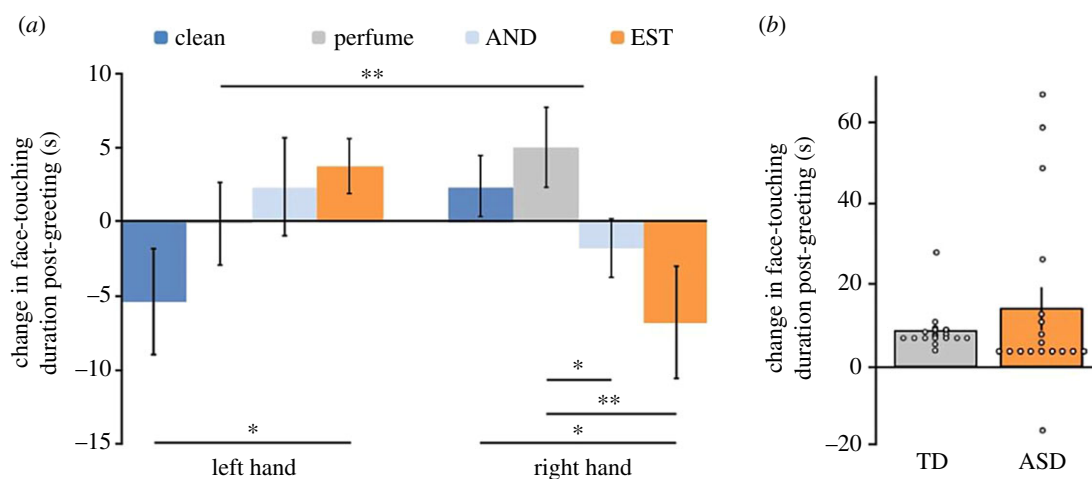 (a)
clean perfume AND EST
change in face-touching
duration post-greeting (s)
10
5
0
–5
–10
–15
**
*
*
**
*
left hand right hand
(b)
change in face-touching
duration post-greeting (s)
60
40
20
0
–20
TD ASD